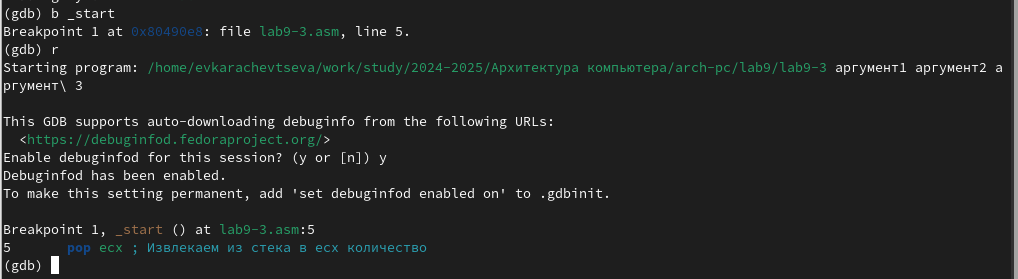 (gdb) b _start
Breakpoint 1 at 0x80490e8: file lab9-3.asm, line 5.
(gdb) r
Starting program: /home/evkarachevtseva/work/study/2024-2025/Архитектура компьютера/arch-pc/lab9/lab9-3 аргумент1 аргумент2 а
ргумент\ 3
This GDB supports auto-downloading debuginfo from the following URLs:
<https://debuginfod.fedoraproject.org/>
Enable debuginfod for this session? (y or [n]) y
Debuginfod has been enabled.
To make this setting permanent, add 'set debuginfod enabled on' to .gdbinit.
Breakpoint 1, _start () at lab9-3.asm:5
5 pop ecx ; Извлекаем из стека в ecx количество
(gdb)